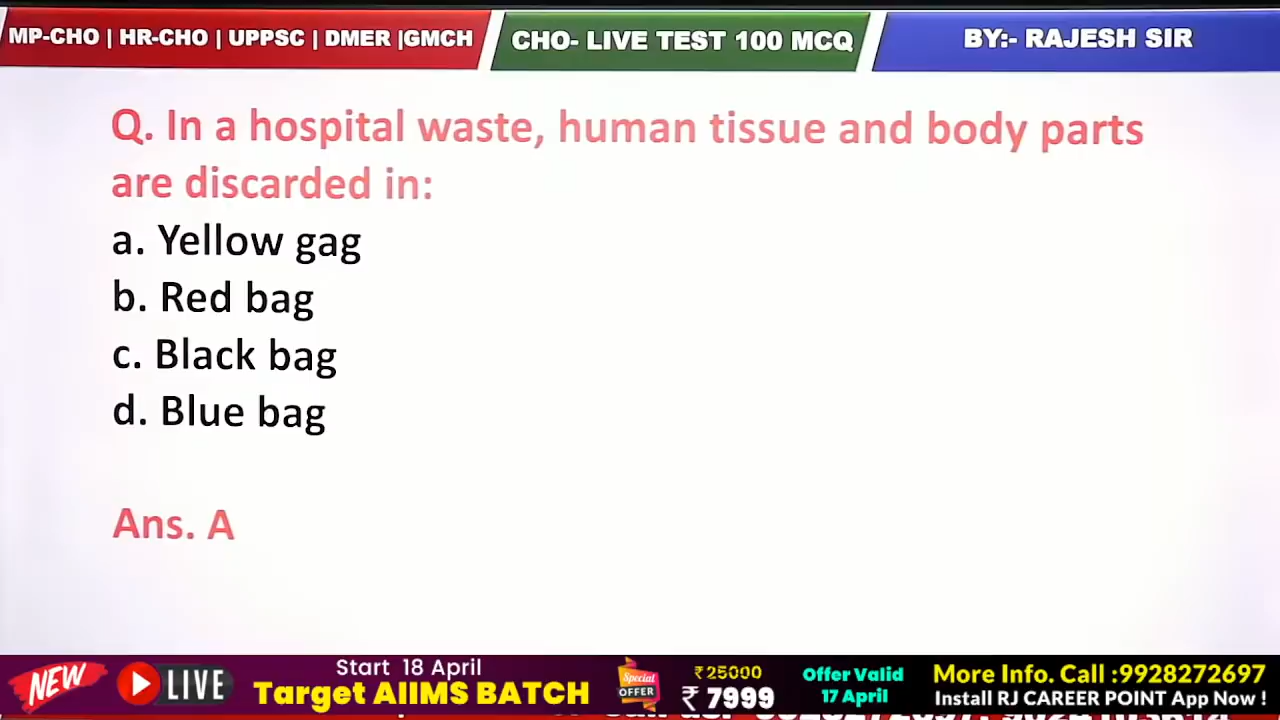 MP-CHO | HR-CHO | UPPSC | DMER |GMCH
CHO- LIVE TEST 100 MCQ
BY:- RAJESH SIR
Q. In a hospital waste, human tissue and body parts
are discarded in:
a. Yellow gag
b. Red bag
c. Black bag
d. Blue bag
Ans. A
NEW
LIVE
Start 18 April
Target AIIMS BATCH
Special
OFFER
₹25000
₹ 7999
Offer Valid
17 April
More Info. Call :9928272697
Install RJ CAREER POINT App Now !